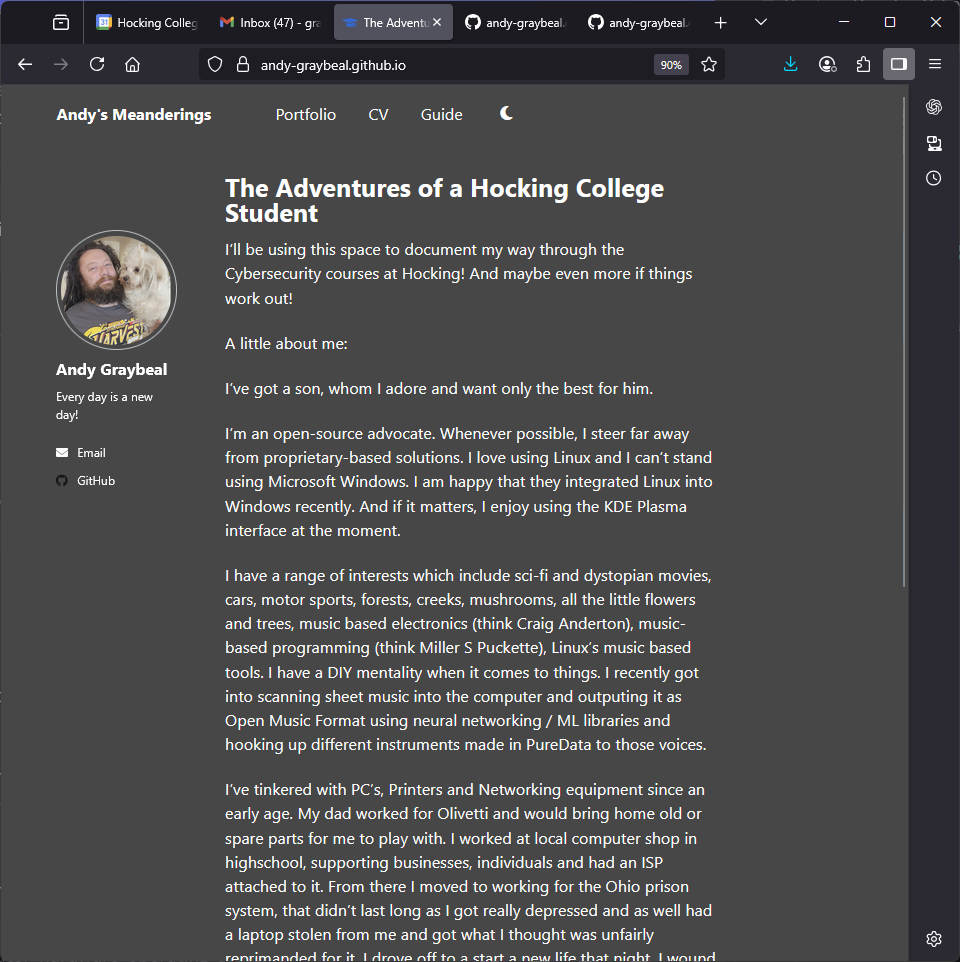 Hocking Colleg
Inbox (47) - gra
The Adventu
andy-graybeal.
andy-graybeal.
andy-graybeal.github.io
90%
Andy's Meanderings
Portfolio
CV
Guide
The Adventures of a Hocking College
Student
I'll be using this space to document my way through the
Cybersecurity courses at Hocking! And maybe even more if things
work out!
A little about me:
I've got a son, whom I adore and want only the best for him.
I'm an open-source advocate. Whenever possible, I steer far away
from proprietary-based solutions. I love using Linux and I can't stand
using Microsoft Windows. I am happy that they integrated Linux into
Windows recently. And if it matters, I enjoy using the KDE Plasma
interface at the moment.
I have a range of interests which include sci-fi and dystopian movies,
cars, motor sports, forests, creeks, mushrooms, all the little flowers
and trees, music based electronics (think Craig Anderton), music-
based programming (think Miller S Puckette), Linux's music based
tools. I have a DIY mentality when it comes to things. I recently got
into scanning sheet music into the computer and outputing it as
Open Music Format using neural networking / ML libraries and
hooking up different instruments made in PureData to those voices.
I've tinkered with PC's, Printers and Networking equipment since an
early age. My dad worked for Olivetti and would bring home old or
spare parts for me to play with. I worked at local computer shop in
highschool, supporting businesses, individuals and had an ISP
attached to it. From there I moved to working for the Ohio prison
system, that didn't last long as I got really depressed and as well had
a laptop stolen from me and got what I thought was unfairly
reprimanded for it. I drove off to a start a new life that night. I wound
STARVES
Andy Graybeal
Every day is a new
day!
Email
GitHub